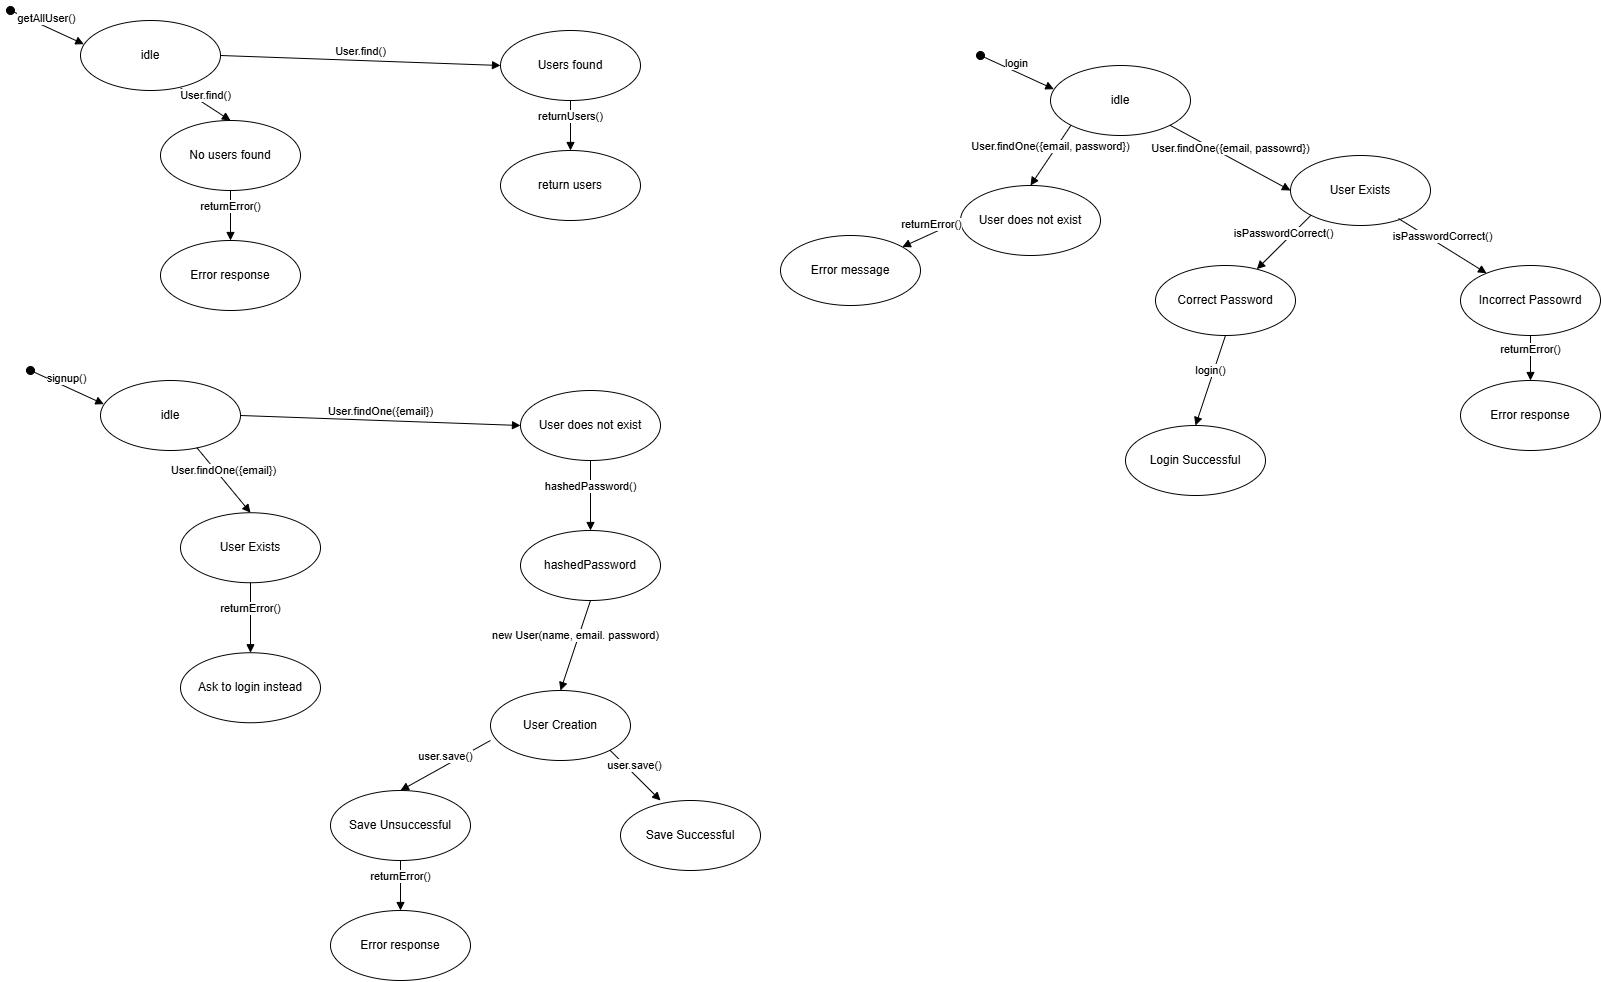 getAllUser()
idle
User.find()
Users found
User.find()
returnUsers()
No users found
return users
returnError()
Error response
login
idle
User.findOne({email, password})
User.findOne({email, passowrd})
User Exists
User does not exist
returnError()
isPasswordCorrect()
isPasswordCorrect()
Error message
Correct Password
Incorrect Passowrd
returnError()
login()
Error response
Login Successful
signup()
idle
User.findOne({email})
User does not exist
User.findOne({email})
hashedPassword()
User Exists
hashedPassword
returnError()
new User(name, email. password)
Ask to login instead
User Creation
user.save()
user.save()
Save Unsuccessful
Save Successful
returnError()
Error response